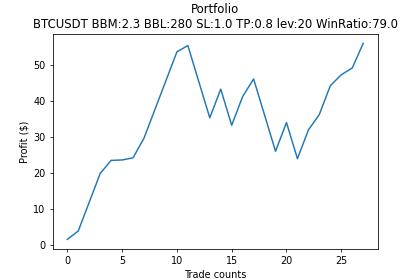 Portfolio
BTCUSDT BBM:2.3 BBL:280 SL:1.0 TP:0.8 lev:20 WinRatio:79.0
50
40
30
20
10
0
Profit ($)
0 5 10 15 20 25
Trade counts